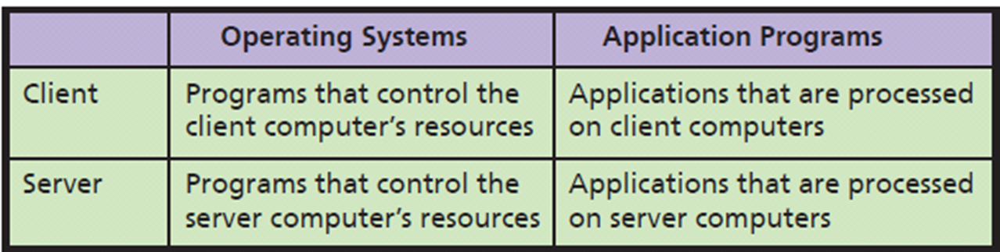 Operating Systems
Application Programs
Client
Programs that control the
client computer's resources
Applications that are processed
on client computers
Server
Programs that control the
server computer's resources
Applications that are processed
on server computers